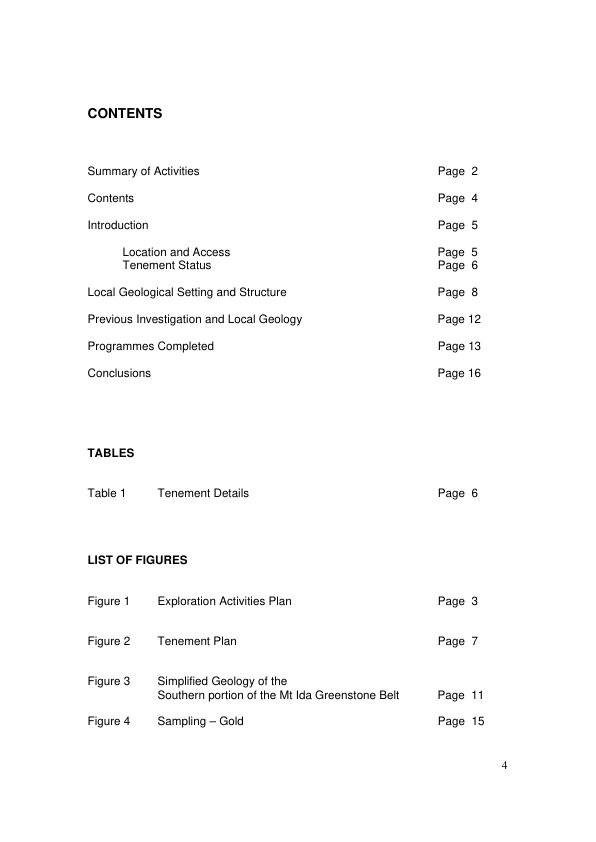 CONTENTS
Summary of Activities Page 2
Contents Page 4
Introduction Page 5
Location and Access Page 5
Tenement Status Page 6
Local Geological Setting and Structure Page 8
Previous Investigation and Local Geology Page 12
Programmes Completed Page 13
Conclusions Page 16
TABLES
Table 1 Tenement Details Page 6
LIST OF FIGURES
Figure 1 Exploration Activities Plan Page 3
Figure 2 Tenement Plan Page 7
Figure 3 Simplified Geology of the
Southern portion of the Mt Ida Greenstone Belt Page 11
Figure 4 Sampling – Gold Page 15
4